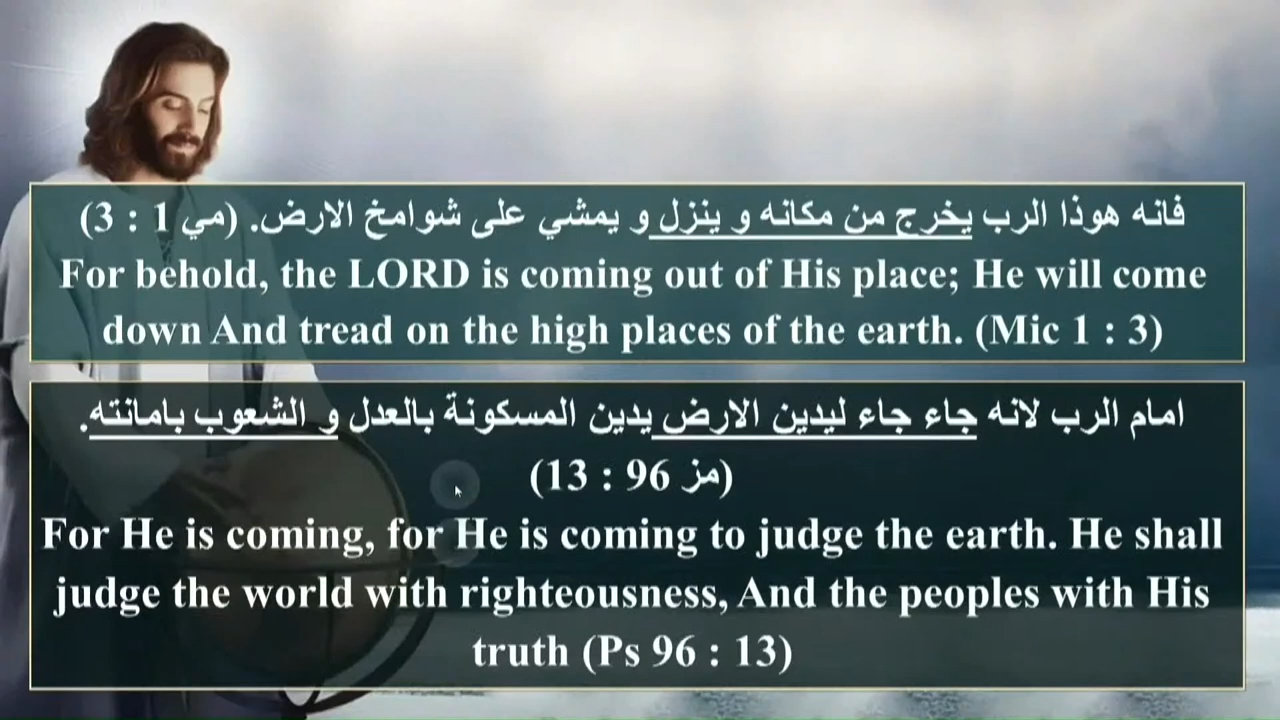 فانه هوذا الرب يخرج من مكانه و ينزل و يمشي على شوامخ الارض. (مي 1 : 3)
For behold, the LORD is coming out of His place; He will come
down And tread on the high places of the earth. (Mic 1 : 3)
امام الرب لانه جاء جاء ليدين الارض يدين المسكونة بالعدل و الشعوب بامانته.
(مز 96 : 13)
For He is coming, for He is coming to judge the earth. He shall
judge the world with righteousness, And the peoples with His
truth (Ps 96 : 13)